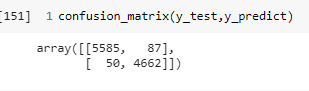 [151] 1 confusion_matrix(y_test,y_predict)
array([[5585, 87],
[ 50, 4662]])